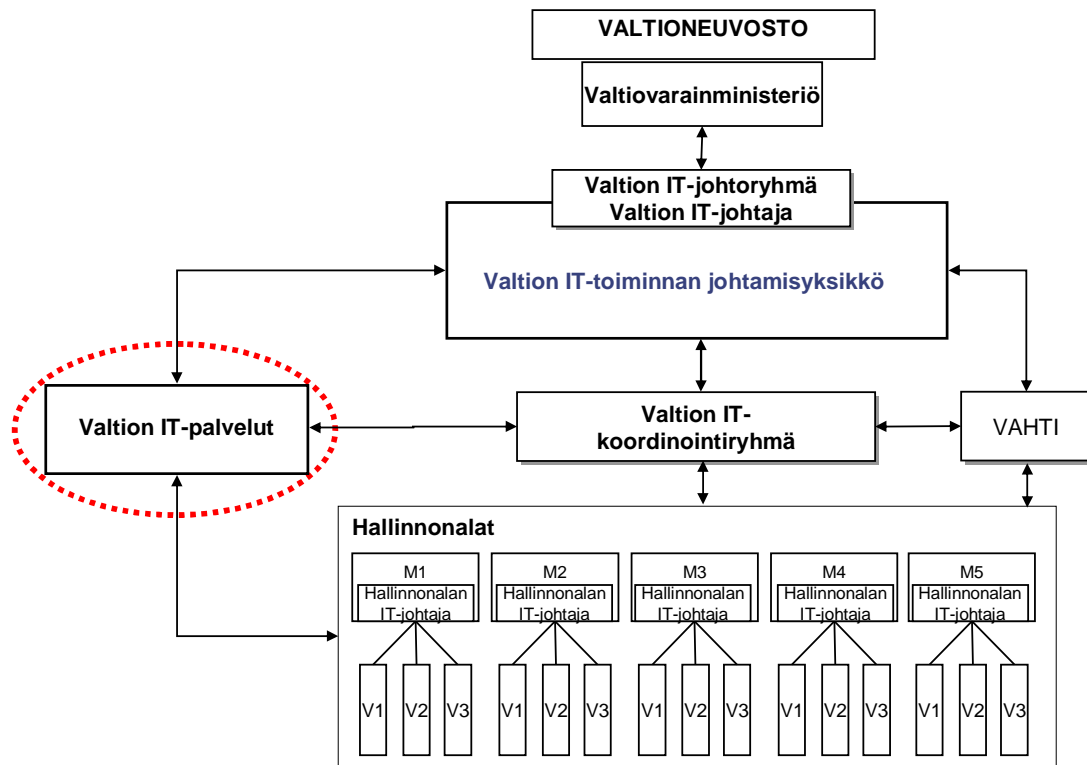 VALTIONEUVOSTO
Valtiovarainministeriö
Valtion IT-johtoryhmä
Valtion IT-johtaja
Valtion IT-toiminnan johtamisyksikkö
Valtion IT-palvelut
Valtion IT-
koordinointiryhmä
VAHTI
Hallinnonalat
M1
Hallinnonalan
IT-johtaja
V1
V2
V3
M2
Hallinnonalan
IT-johtaja
V1
V2
V3
M3
Hallinnonalan
IT-johtaja
V1
V2
V3
M4
Hallinnonalan
IT-johtaja
V1
V2
V3
M5
Hallinnonalan
IT-johtaja
V1
V2
V3